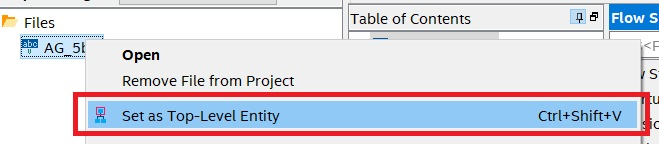 Files
AG_5b
Table of Contents
Flow S
Open
Remove File from Project
Set as Top-Level Entity Ctrl+Shift+V